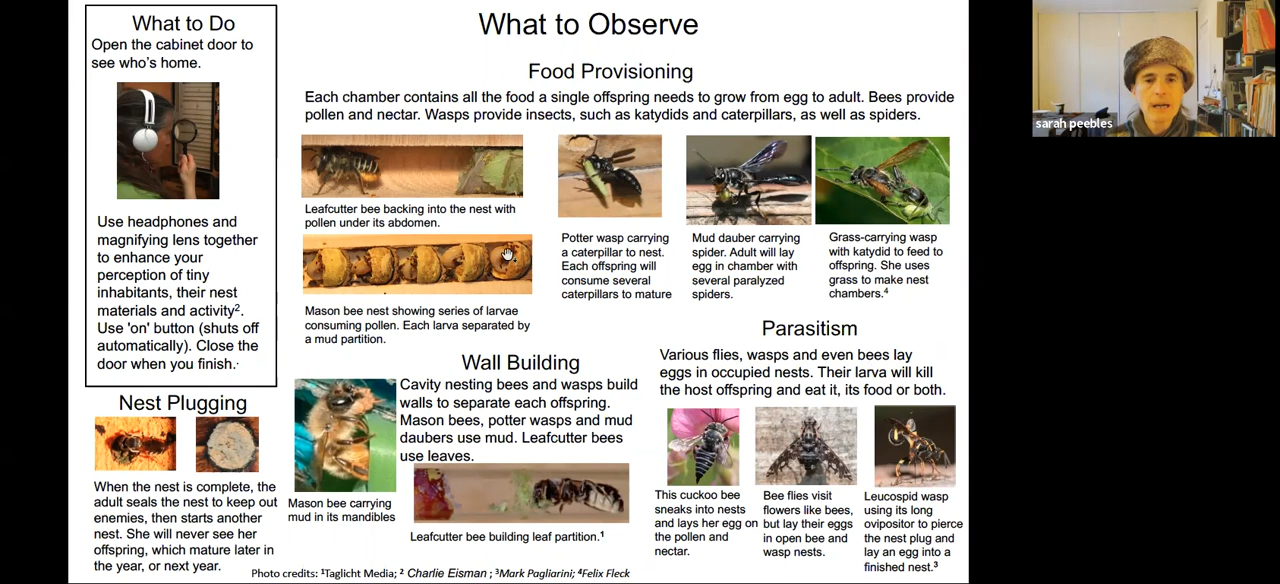 What to Do
Open the cabinet door to
see who's home.
Use headphones and
magnifying lens together
to enhance your
perception of tiny
inhabitants, their nest
materials and activity².
Use 'on' button (shuts off
automatically). Close the
door when you finish.
Nest Plugging
When the nest is complete, the
adult seals the nest to keep out
enemies, then starts another
nest. She will never see her
offspring, which mature later in
the year, or next year.
What to Observe
Food Provisioning
Each chamber contains all the food a single offspring needs to grow from egg to adult. Bees provide
pollen and nectar. Wasps provide insects, such as katydids and caterpillars, as well as spiders.
Leafcutter bee backing into the nest with
pollen under its abdomen.
Mason bee nest showing series of larvae
consuming pollen. Each larva separated by
a mud partition.
Potter wasp carrying
a caterpillar to nest.
Each offspring will
consume several
caterpillars to mature
Mud dauber carrying
spider. Adult will lay
egg in chamber with
several paralyzed
spiders.
Grass-carrying wasp
with katydid to feed to
offspring. She uses
grass to make nest
chambers.⁴
Wall Building
Cavity nesting bees and wasps build
walls to separate each offspring.
Mason bees, potter wasps and mud
daubers use mud. Leafcutter bees
use leaves.
Mason bee carrying
mud in its mandibles
Leafcutter bee building leaf partition.¹
Parasitism
Various flies, wasps and even bees lay
eggs in occupied nests. Their larva will kill
the host offspring and eat it, its food or both.
This cuckoo bee
sneaks into nests
and lays her egg on
the pollen and
nectar.
Bee flies visit
flowers like bees,
but lay their eggs
in open bee and
wasp nests.
Leucospid wasp
using its long
ovipositor to pierce
the nest plug and
lay an egg into a
finished nest.³
Photo credits: ¹Taglicht Media; ² Charlie Eisman ; ³Mark Pagliarini; ⁴Felix Fleck
sarah peebles